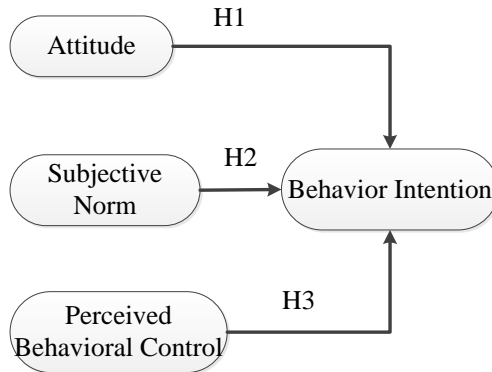 H1
Attitude
H2
Subjective
Norm
Behavior Intention
H3
Perceived
Behavioral Control